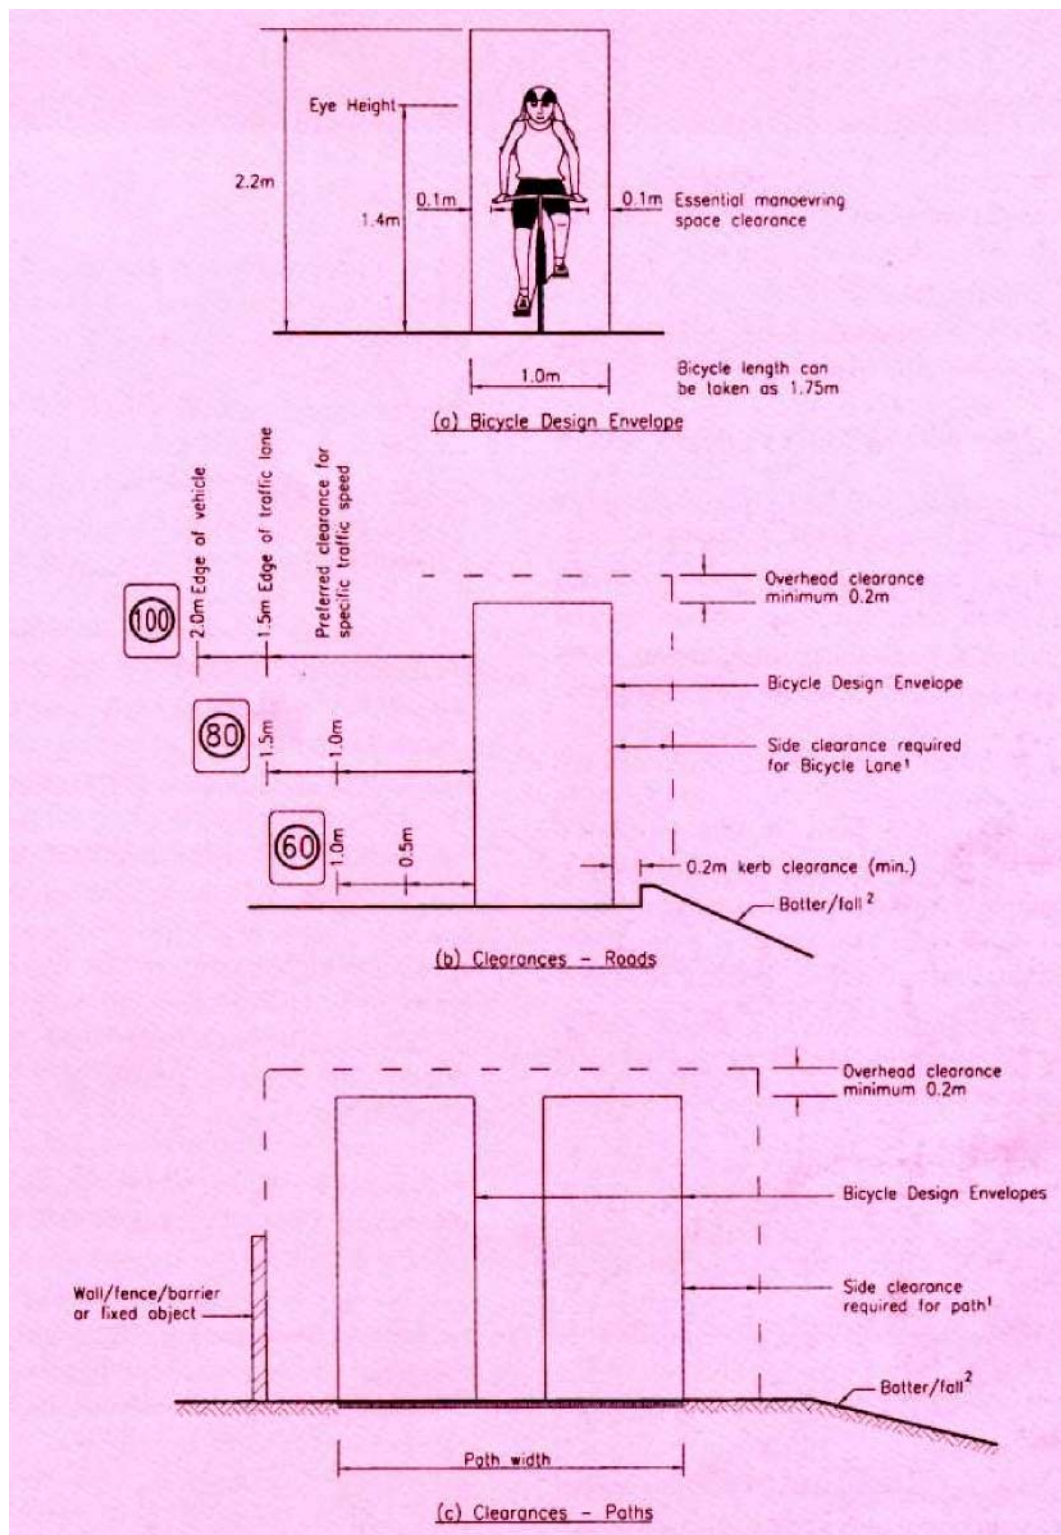 Eye Height
2.2m
0.1m
0.1m
Essential manoevring
space clearance
1.4m
1.0m
Bicycle length can
be taken as 1.75m
(a) Bicycle Design Envelope
2.0m Edge of vehicle
1.5m Edge of traffic lane
Preferred clearance for
specific traffic speed
100
Overhead clearance
minimum 0.2m
Bicycle Design Envelope
80
1.5m
1.0m
Side clearance required
for Bicycle Lane¹
60
1.0m
0.5m
0.2m kerb clearance (min.)
Batter/fall ²
(b) Clearances - Roads
Overhead clearance
minimum 0.2m
Bicycle Design Envelopes
Wall/fence/barrier
or fixed object
Side clearance
required for path¹
Batter/fall²
Path width
(c) Clearances - Paths